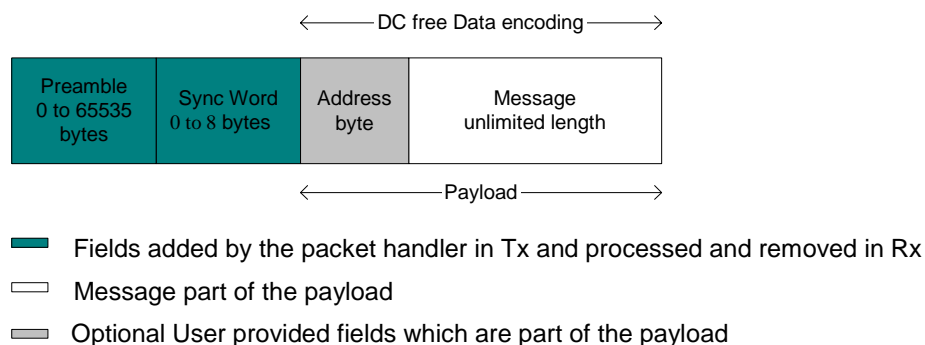 DC free Data encoding
Preamble
0 to 65535
bytes
Sync Word
0 to 8 bytes
Address
byte
Message
unlimited length
Payload
Fields added by the packet handler in Tx and processed and removed in Rx
Message part of the payload
Optional User provided fields which are part of the payload